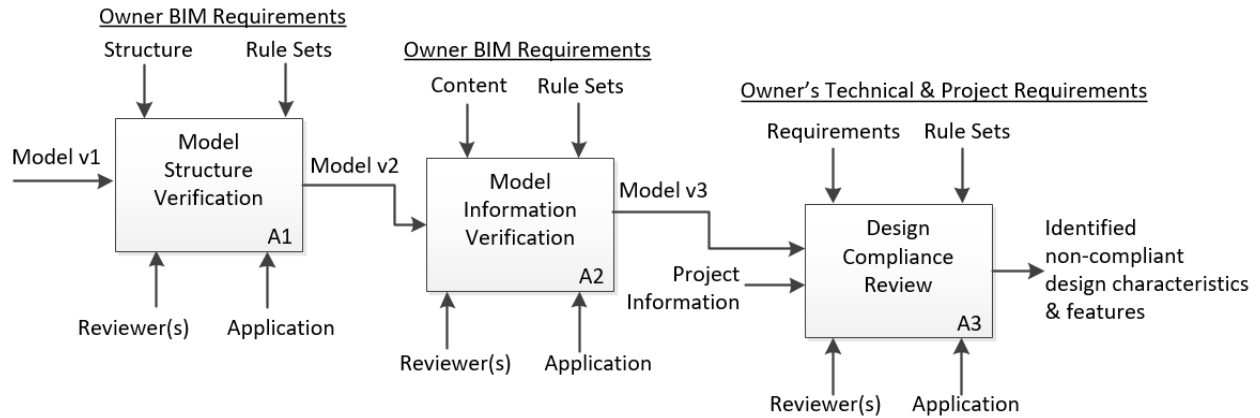 Owner BIM Requirements
Structure
Rule Sets
Model v1
Model
Structure
Verification
A1
Reviewer(s)
Application
Model v2
Owner BIM Requirements
Content
Rule Sets
Model
Information
Verification
A2
Reviewer(s)
Application
Model v3
Owner's Technical & Project Requirements
Requirements
Rule Sets
Project
Information
Design
Compliance
Review
A3
Reviewer(s)
Application
Identified
non-compliant
design characteristics
& features